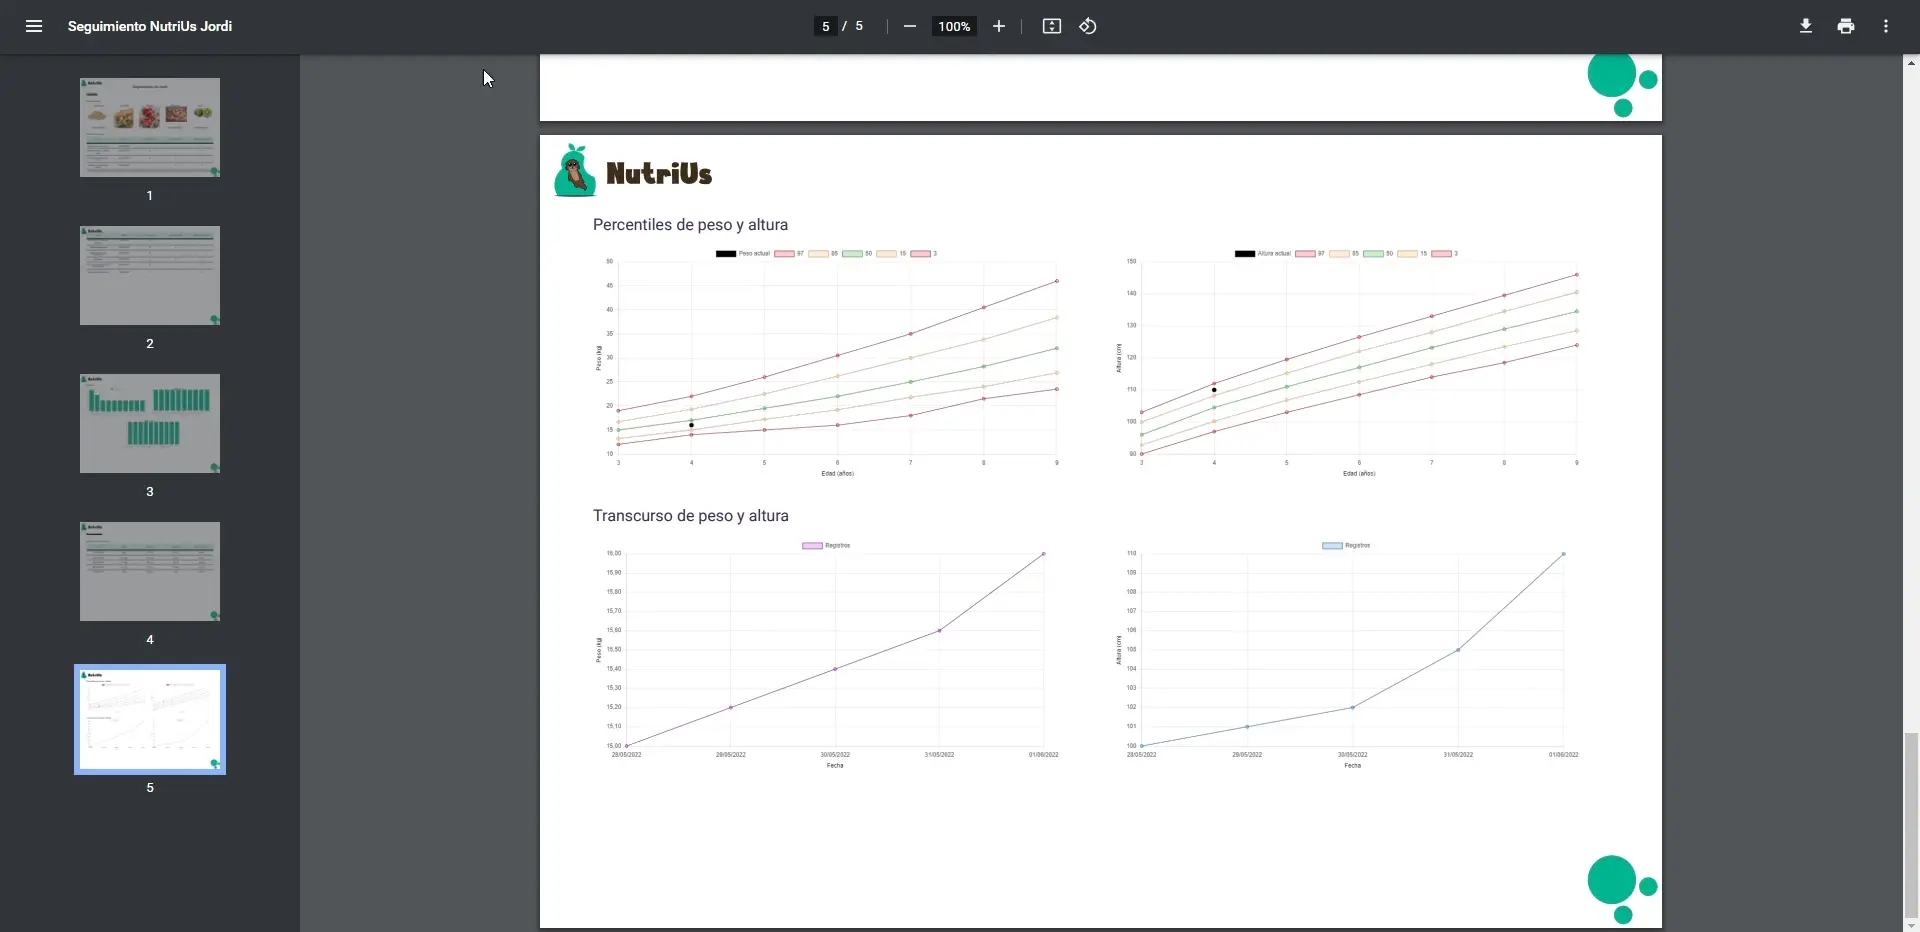 Seguimiento NutriUs Jordi
5 / 5
100%
1
2
3
4
5
NutriUs
Percentiles de peso y altura
Peso actual 97 85 50 15 3
50
45
40
35
30
25
20
15
10
Peso (kg)
3 4 5 6 7 8 9
Edad (años)
Altura actual 97 85 50 15 3
150
140
130
120
110
100
90
Altura (cm)
3 4 5 6 7 8 9
Edad (años)
Transcurso de peso y altura
Registros
16,00
15,90
15,80
15,70
15,60
15,50
15,40
15,30
15,20
15,10
15,00
Peso (kg)
28/05/2022 29/05/2022 30/05/2022 31/05/2022 01/06/2022
Fecha
Registros
110
109
108
107
106
105
104
103
102
101
100
Altura (cm)
28/05/2022 29/05/2022 30/05/2022 31/05/2022 01/06/2022
Fecha